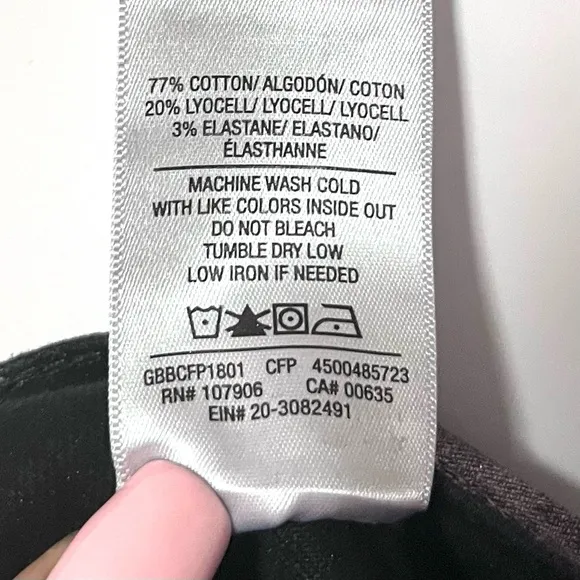 77% COTTON/ ALGODÓN/ COTON
20% LYOCELL/ LYOCELL/ LYOCELL
3% ELASTANE/ ELASTANO/
ÉLASTHANNE
MACHINE WASH COLD
WITH LIKE COLORS INSIDE OUT
DO NOT BLEACH
TUMBLE DRY LOW
LOW IRON IF NEEDED
GBBCFP1801 CFP 4500485723
RN# 107906 CA# 00635
EIN# 20-3082491